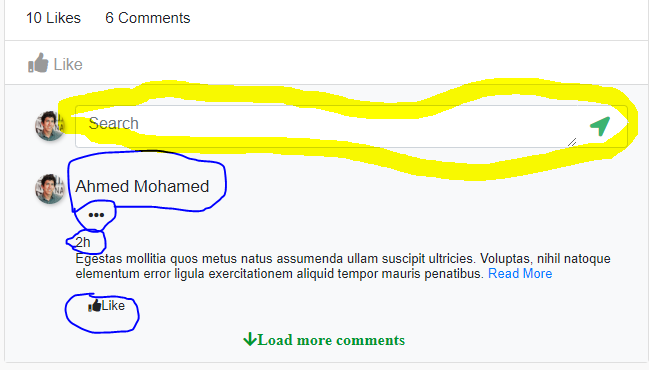 10 Likes 6 Comments
Like
Search
Ahmed Mohamed
•••
2h
Egestas mollitia quos metus natus assumenda ullam suscipit ultricies. Voluptas, nihil natoque
elementum error ligula exercitationem aliquid tempor mauris penatibus. Read More
Like
Load more comments